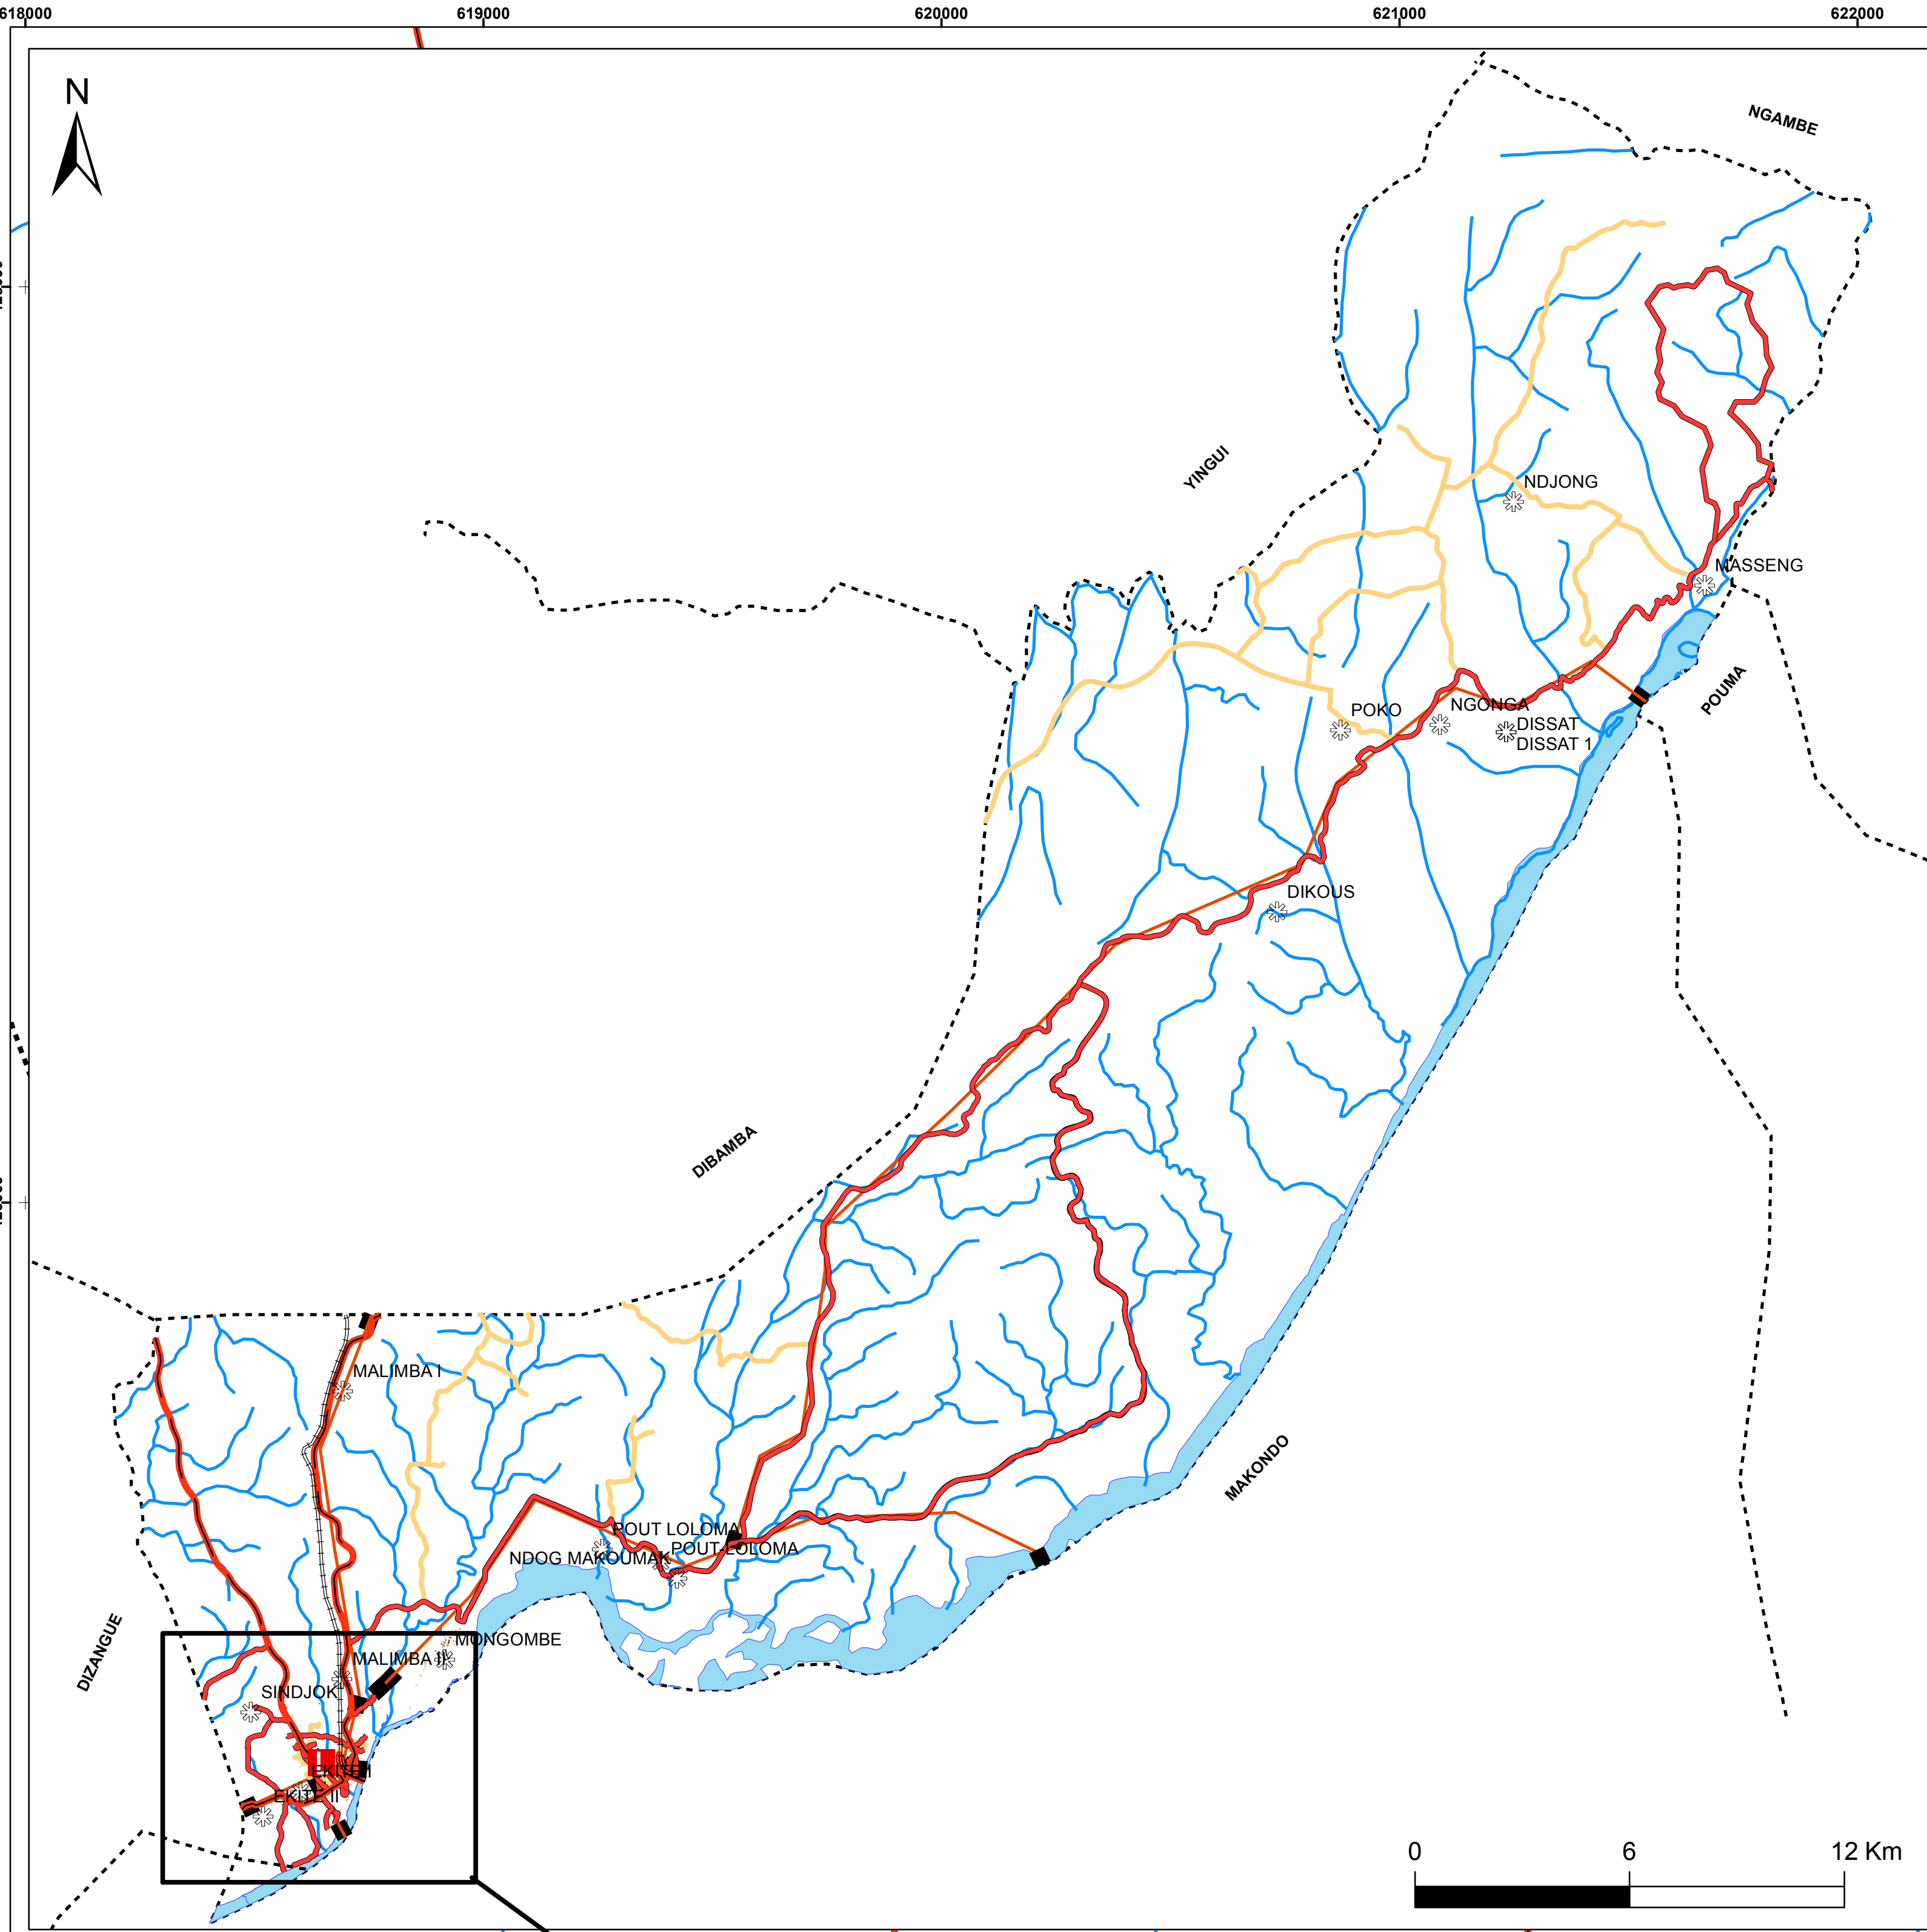 618000
619000
620000
621000
622000
N
NGAMBE
YINGUI
NDJONG
MASSENG
POUMA
POKO
NGONGA
DISSAT
DISSAT 1
DIKOUS
DIBAMBA
MALIMBA I
MAKONDO
POUT LOLOMA
POUT-LOLOMA
NDOG MAKOUMAK
DIZANGUE
MONGOMBE
MALIMBA II
SINDJOK
EKITE I
EKITE II
0
6
12 Km